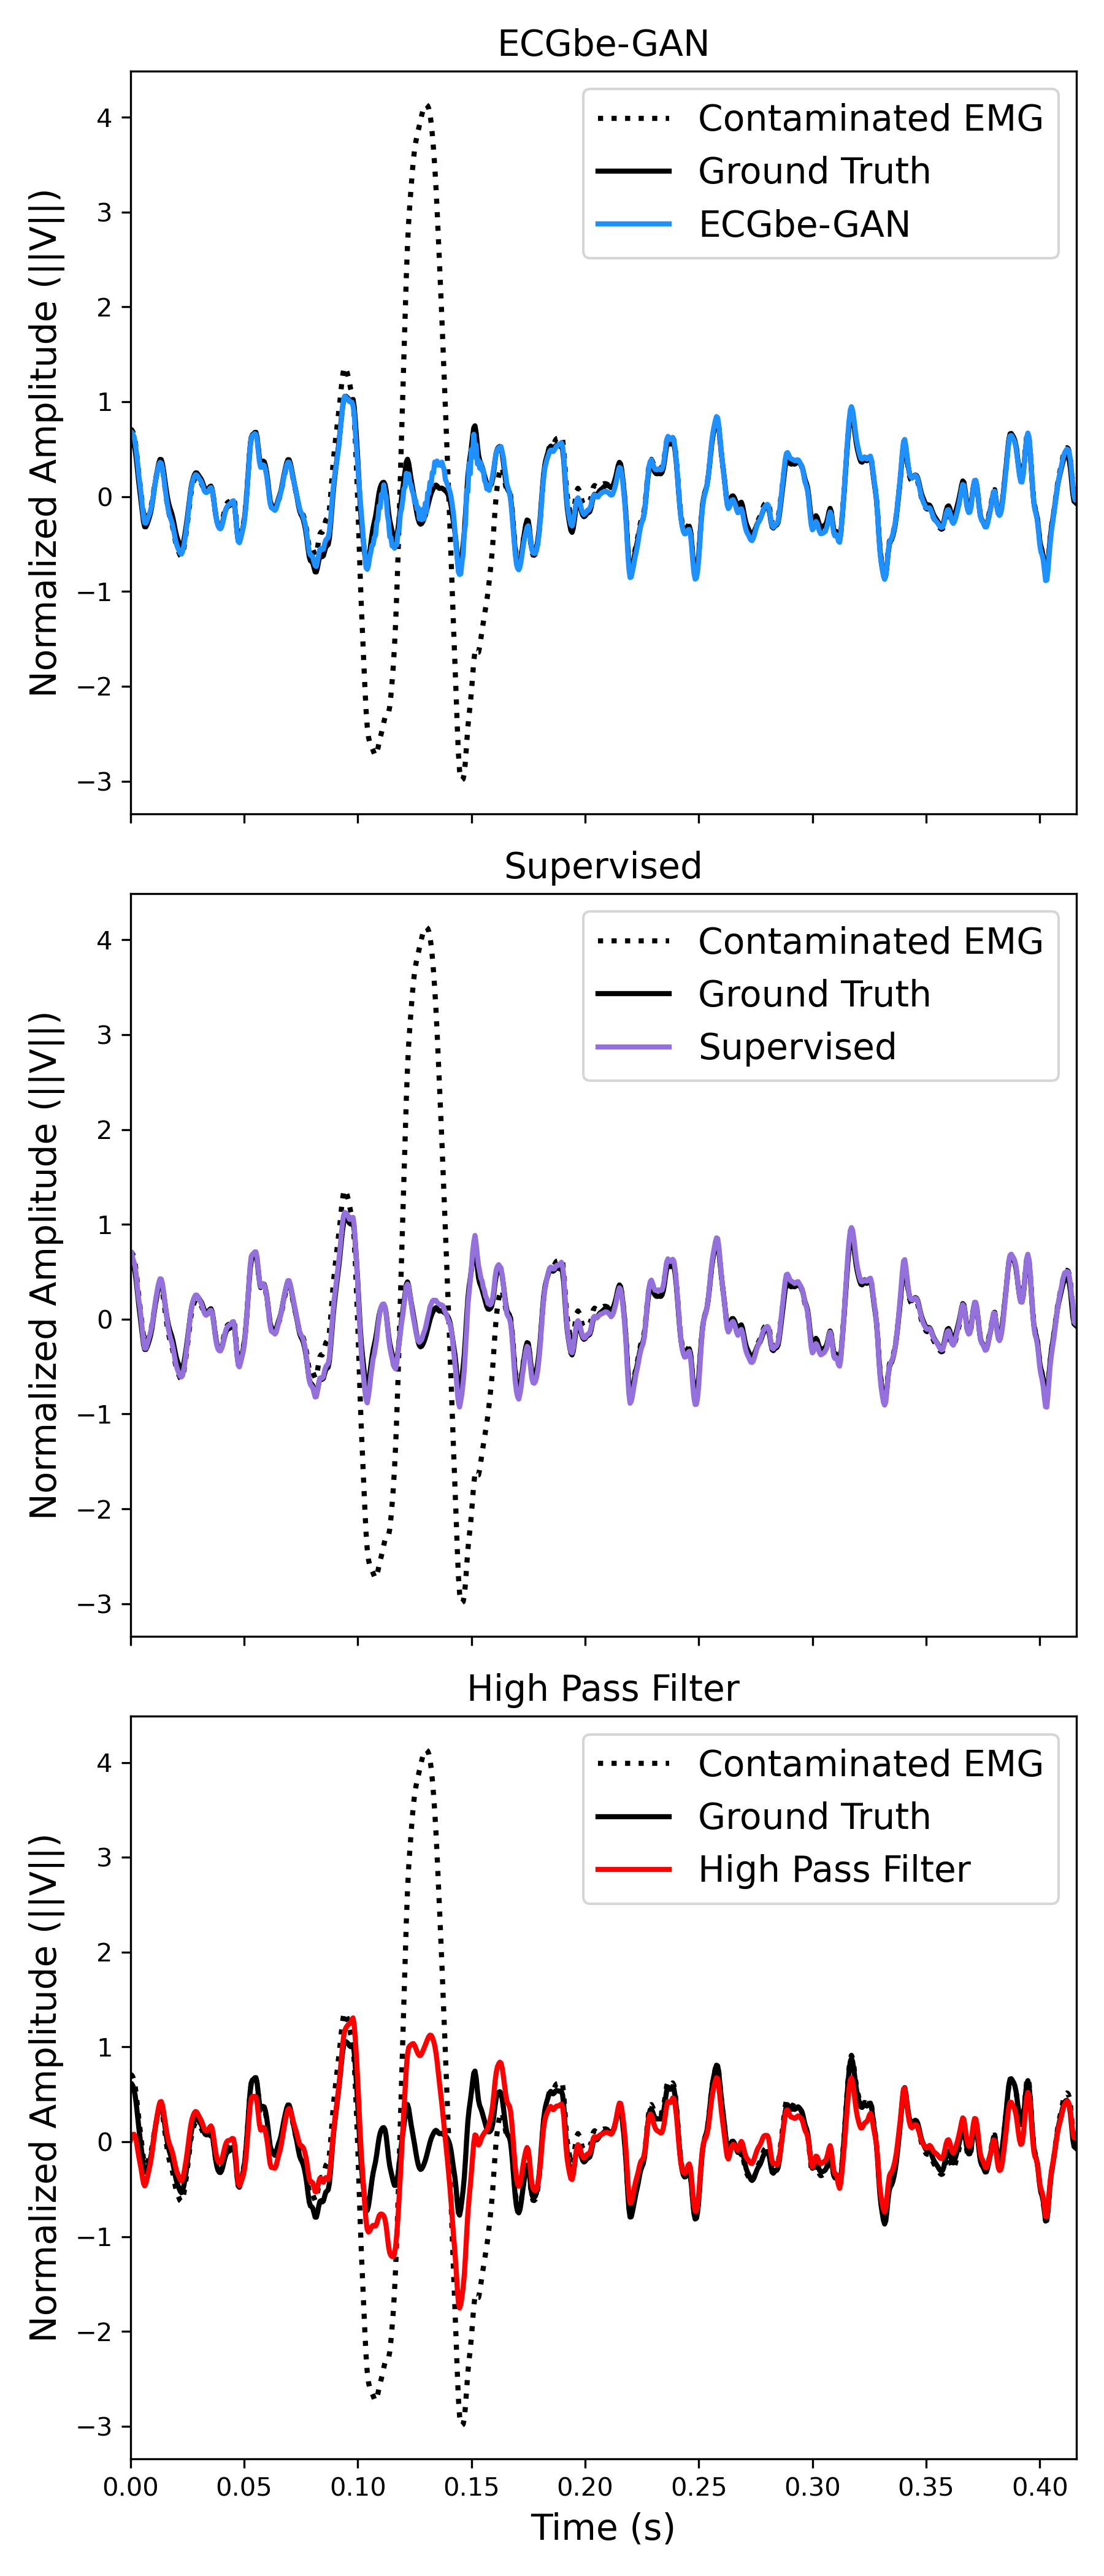 ECGbe-GAN
Normalized Amplitude (||V||)
4
3
2
1
0
−1
−2
−3
Contaminated EMG
Ground Truth
ECGbe-GAN
Supervised
Normalized Amplitude (||V||)
4
3
2
1
0
−1
−2
−3
Contaminated EMG
Ground Truth
Supervised
High Pass Filter
Normalized Amplitude (||V||)
4
3
2
1
0
−1
−2
−3
Contaminated EMG
Ground Truth
High Pass Filter
0.00 0.05 0.10 0.15 0.20 0.25 0.30 0.35 0.40
Time (s)